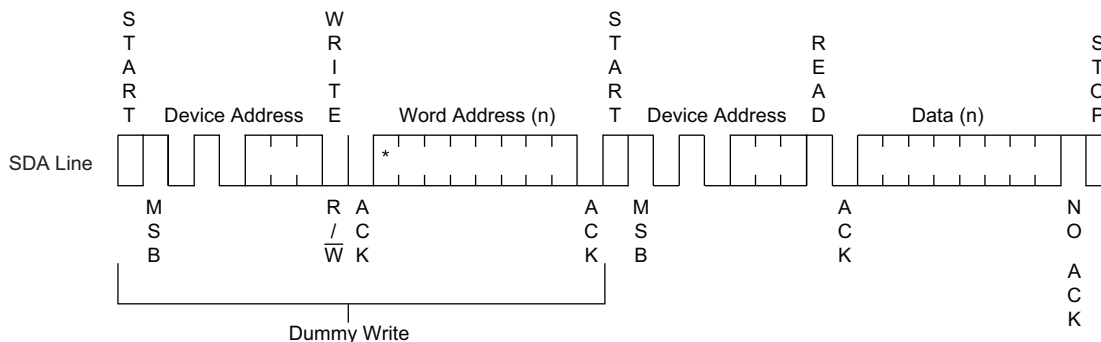 START
WRITE
START
READ
STOP
Device Address
Word Address (n)
Device Address
Data (n)
SDA Line
*
MSB
R/W
ACK
ACK
MSB
ACK
NO ACK
Dummy Write